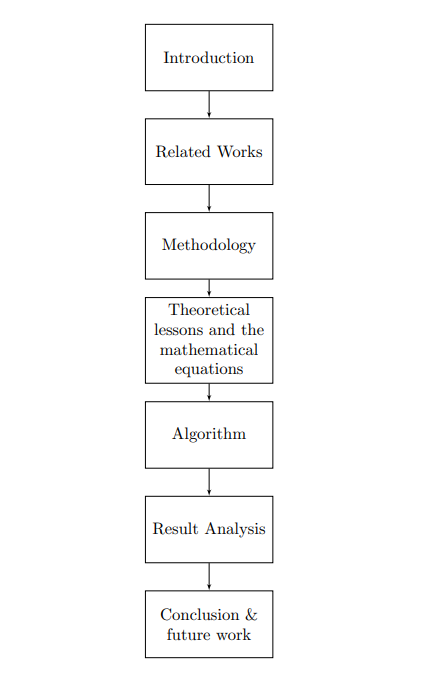 Introduction
Related Works
Methodology
Theoretical
lessons and the
mathematical
equations
Algorithm
Result Analysis
Conclusion &
future work